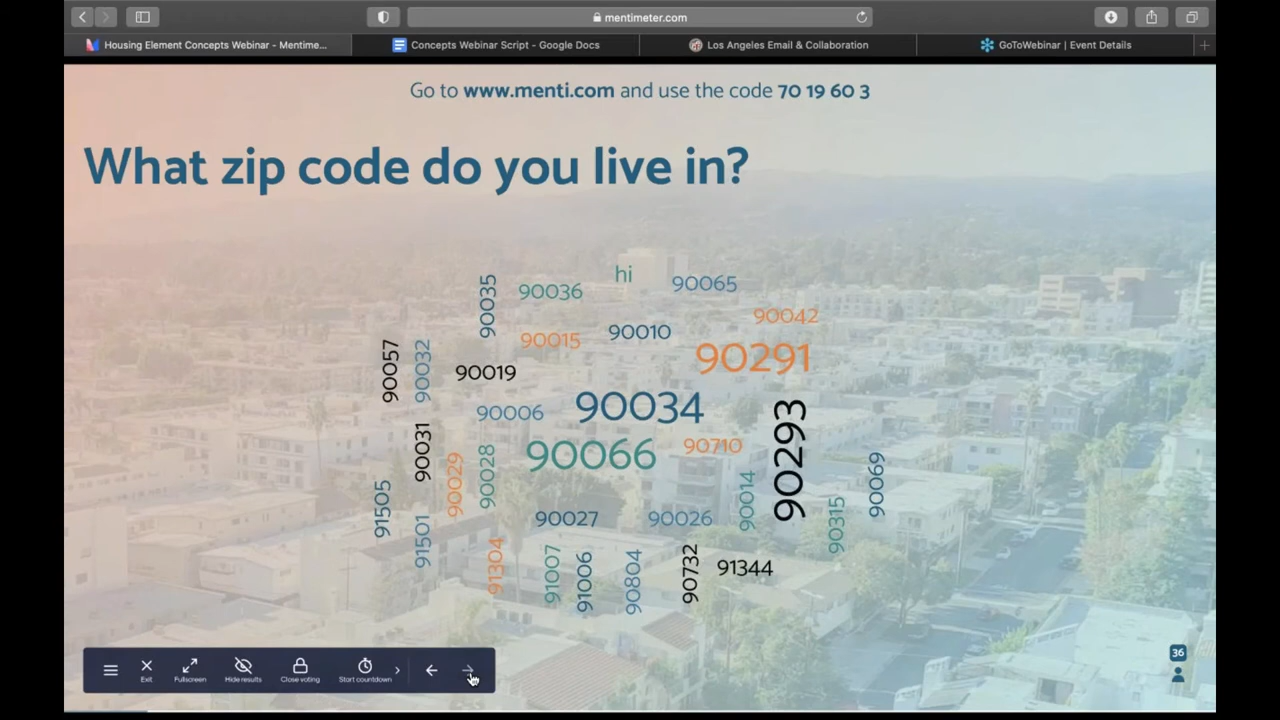 mentimeter.com
Housing Element Concepts Webinar - Mentime...
Concepts Webinar Script - Google Docs
Los Angeles Email & Collaboration
GoToWebinar | Event Details
Go to www.menti.com and use the code 70 19 60 3
What zip code do you live in?
hi
90035
90036
90065
90042
90015
90010
90291
90057
90032
90019
90034
90006
90293
90031
90066
90710
90029
90028
90014
90069
91505
90315
91501
90027
90026
91304
91007
91006
90804
90732
91344
Exit
Fullscreen
Hide results
Close voting
Start countdown
36